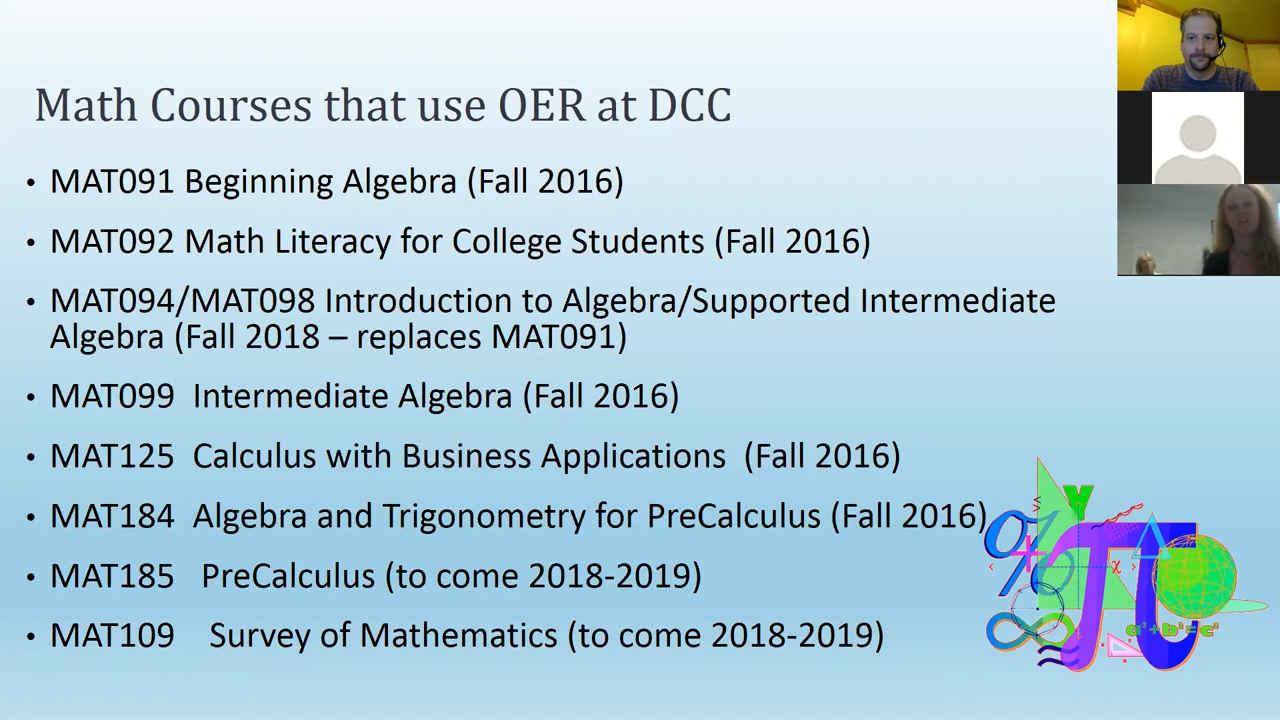 Math Courses that use OER at DCC
• MAT091 Beginning Algebra (Fall 2016)
• MAT092 Math Literacy for College Students (Fall 2016)
• MAT094/MAT098 Introduction to Algebra/Supported Intermediate
Algebra (Fall 2018 – replaces MAT091)
• MAT099 Intermediate Algebra (Fall 2016)
• MAT125 Calculus with Business Applications (Fall 2016)
• MAT184 Algebra and Trigonometry for PreCalculus (Fall 2016)
• MAT185 PreCalculus (to come 2018-2019)
• MAT109 Survey of Mathematics (to come 2018-2019)
y
%
+
π
x
∞
a²+b²=c²